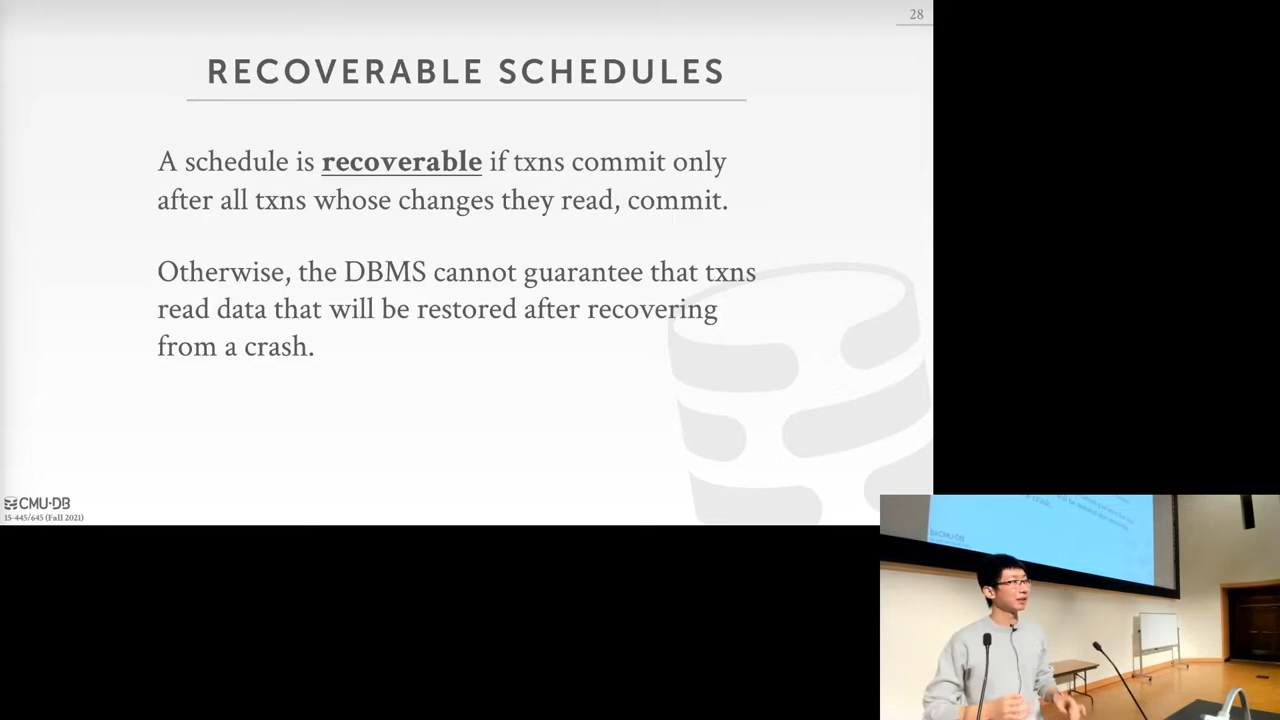 28
RECOVERABLE SCHEDULES
A schedule is recoverable if txns commit only
after all txns whose changes they read, commit.
Otherwise, the DBMS cannot guarantee that txns
read data that will be restored after recovering
from a crash.
CMU·DB
15-445/645 (Fall 2021)